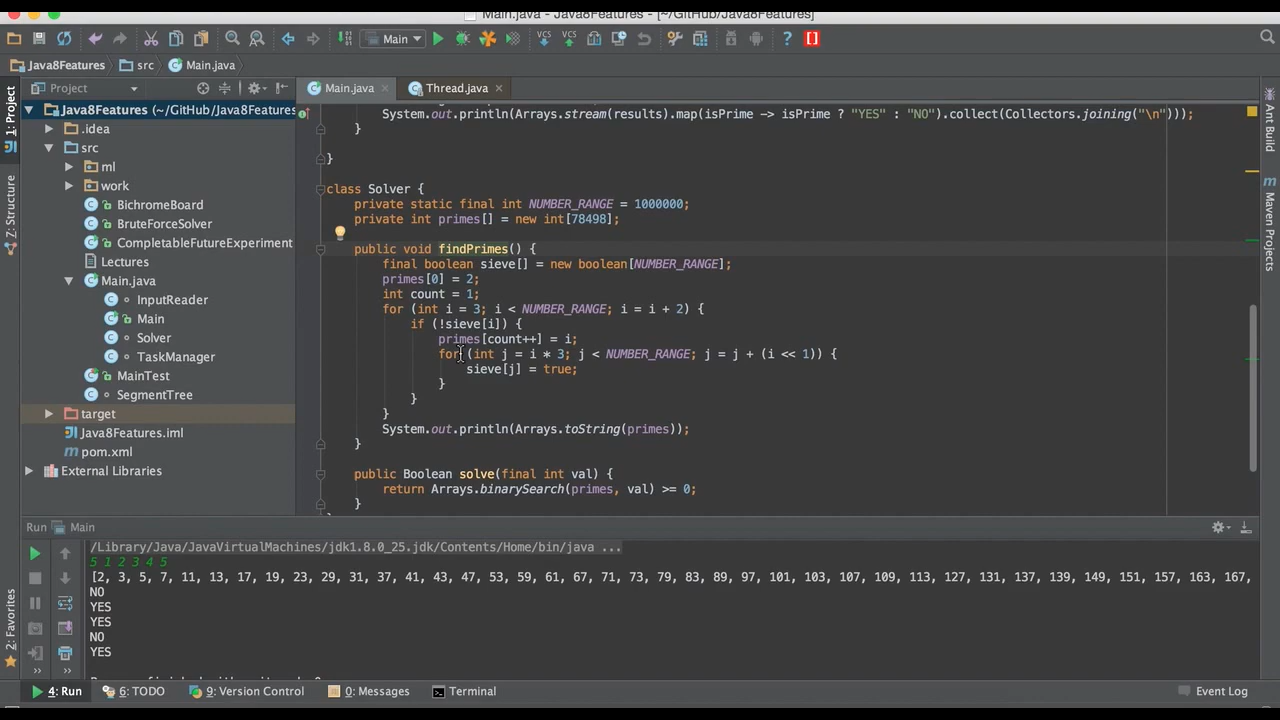 Main.java - Java8Features - [~/GitHub/Java8Features]
Main
Java8Features src Main.java
Project Main.java Thread.java
1: Project
Z: Structure
2: Favorites
Java8Features (~/GitHub/Java8Features
.idea
src
ml
work
BichromeBoard
BruteForceSolver
CompletableFutureExperiment
Lectures
Main.java
InputReader
Main
Solver
TaskManager
MainTest
SegmentTree
target
Java8Features.iml
pom.xml
External Libraries
System.out.println(Arrays.stream(results).map(isPrime -> isPrime ? "YES" : "NO").collect(Collectors.joining("\n")));
}
}
class Solver {
private static final int NUMBER_RANGE = 1000000;
private int primes[] = new int[78498];
public void findPrimes() {
final boolean sieve[] = new boolean[NUMBER_RANGE];
primes[0] = 2;
int count = 1;
for (int i = 3; i < NUMBER_RANGE; i = i + 2) {
if (!sieve[i]) {
primes[count++] = i;
for (int j = i * 3; j < NUMBER_RANGE; j = j + (i << 1)) {
sieve[j] = true;
}
}
}
System.out.println(Arrays.toString(primes));
}
public Boolean solve(final int val) {
return Arrays.binarySearch(primes, val) >= 0;
}
Ant Build
Maven Projects
Run Main
/Library/Java/JavaVirtualMachines/jdk1.8.0_25.jdk/Contents/Home/bin/java ...
5 1 2 3 4 5
[2, 3, 5, 7, 11, 13, 17, 19, 23, 29, 31, 37, 41, 43, 47, 53, 59, 61, 67, 71, 73, 79, 83, 89, 97, 101, 103, 107, 109, 113, 127, 131, 137, 139, 149, 151, 157, 163, 167,
NO
YES
YES
NO
YES
4: Run 6: TODO 9: Version Control 0: Messages Terminal Event Log